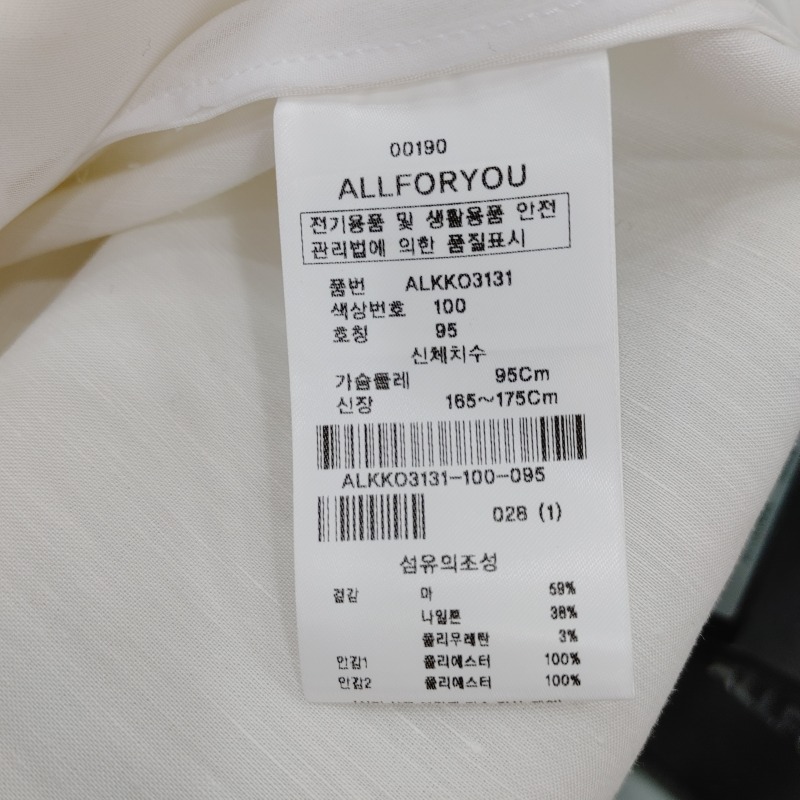 00190
ALLFORYOU
전기용품 및 생활용품 안전
관리법에 의한 품질표시
품번 ALKKO3131
색상번호 100
호칭 95
신체치수
가슴둘레 95Cm
신장 165~175Cm
ALKKO3131-100-095
028 (1)
섬유의조성
겉감 마 59%
나일론 38%
폴리우레탄 3%
안감1 폴리에스터 100%
안감2 폴리에스터 100%
ALLFO